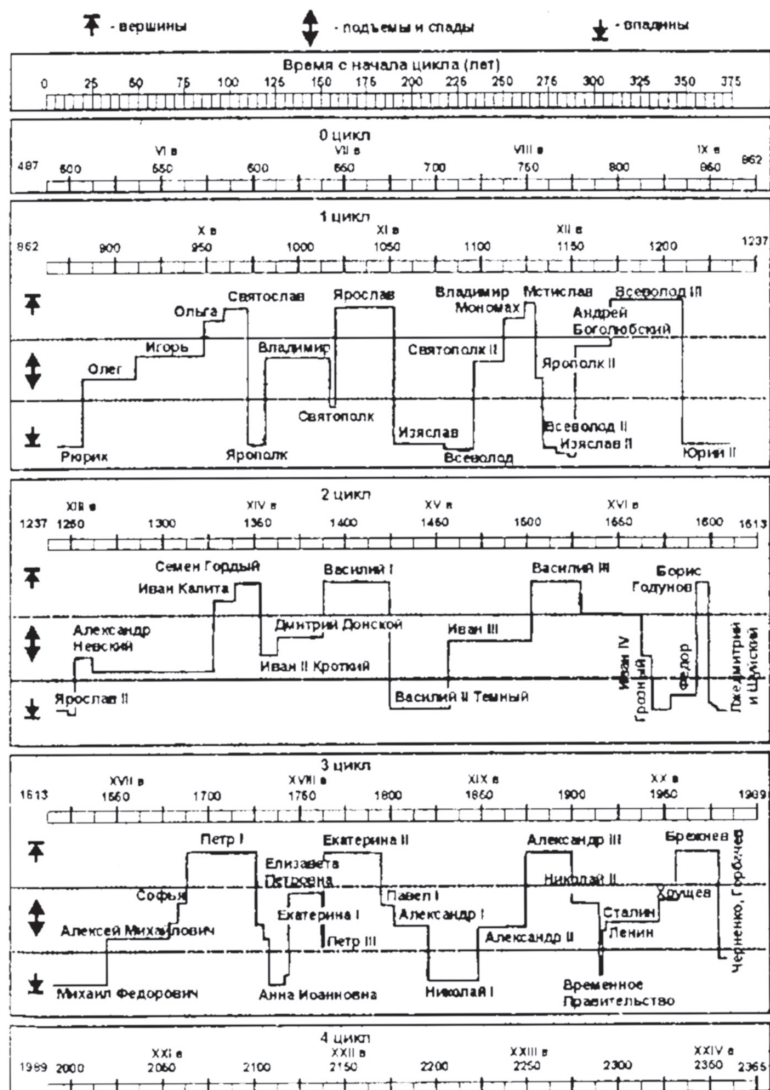 - вершины - подъемы и спады - впадины
Время с начала цикла (лет)
0 25 50 75 100 125 150 175 200 225 250 275 290 310 350 375
0 цикл
VI в VII в VIII в IX в
487 500 550 600 650 700 750 800 860 862
1 цикл
X в XI в XII в
862 900 950 1000 1050 1100 1150 1200 1237
Ольга Святослав Ярослав Владимир Мономах Мстислав Андрей Боголюбский Всеволод III
Олег Игорь Владимир Святополк II Ярополк II
Святополк
Рюрик Ярополк Изяслав Всеволод Всеволод II Изяслав II Юрий II
2 цикл
XIII в XIV в XV в XVI в
1237 1250 1300 1350 1400 1450 1500 1550 1600 1613
Семен Гордый Василий I Василий III Борис Годунов
Иван Калита
Александр Невский Дмитрий Донской Иван III
Иван II Кроткий
Ярослав II Василий II Темный Иван IV Грозный Федор Лжедмитрий и Шуйский
3 цикл
XVII в XVIII в XIX в XX в
1613 1700 1750 1800 1850 1900 1950 1989
Петр I Екатерина II Александр III Брежнев
Елизавета Петровна
Софья Павел I Николай II Хрущев
Алексей Михайлович Екатерина I Александр I Сталин
Петр III Александр II Ленин
Михаил Федорович Анна Иоанновна Николай I Временное Правительство Черненко, Горбачев
4 цикл
XXI в XXII в XXIII в XXIV в
1989 2000 2050 2100 2150 2200 2250 2300 2350 2365